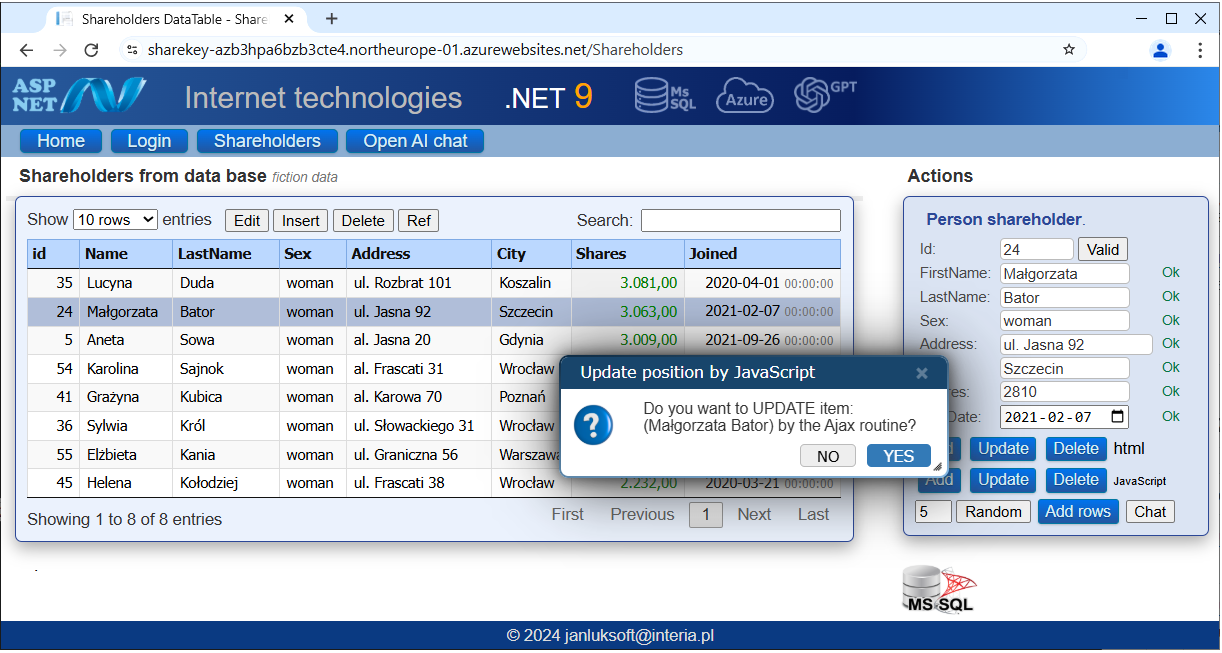 Shareholders DataTable - Share
sharekey-azb3hpa6bzb3cte4.northeurope-01.azurewebsites.net/Shareholders
ASP NET Internet technologies .NET 9 Ms SQL Azure GPT
Home Login Shareholders Open AI chat
Shareholders from data base fiction data
Show 10 rows entries Edit Insert Delete Ref Search:
id Name LastName Sex Address City Shares Joined
35 Lucyna Duda woman ul. Rozbrat 101 Koszalin 3.081,00 2020-04-01 00:00:00
24 Małgorzata Bator woman ul. Jasna 92 Szczecin 3.063,00 2021-02-07 00:00:00
5 Aneta Sowa woman al. Jasna 20 Gdynia 3.009,00 2021-09-26 00:00:00
54 Karolina Sajnok woman al. Frascati 31 Wrocław
41 Grażyna Kubica woman al. Karowa 70 Poznań
36 Sylwia Król woman ul. Słowackiego 31 Wrocław
55 Elżbieta Kania woman ul. Graniczna 56 Warszawa
45 Helena Kołodziej woman ul. Frascati 38 Wrocław 2.232,00 2020-03-21 00:00:00
Showing 1 to 8 of 8 entries First Previous 1 Next Last
Update position by JavaScript
Do you want to UPDATE item:
(Małgorzata Bator) by the Ajax routine?
NO YES
Actions
Person shareholder.
Id: 24 Valid
FirstName: Małgorzata Ok
LastName: Bator Ok
Sex: woman Ok
Address: ul. Jasna 92 Ok
Szczecin Ok
es: 2810 Ok
Date: 2021-02-07 Ok
Update Delete html
Add Update Delete JavaScript
5 Random Add rows Chat
MS SQL
© 2024 janluksoft@interia.pl